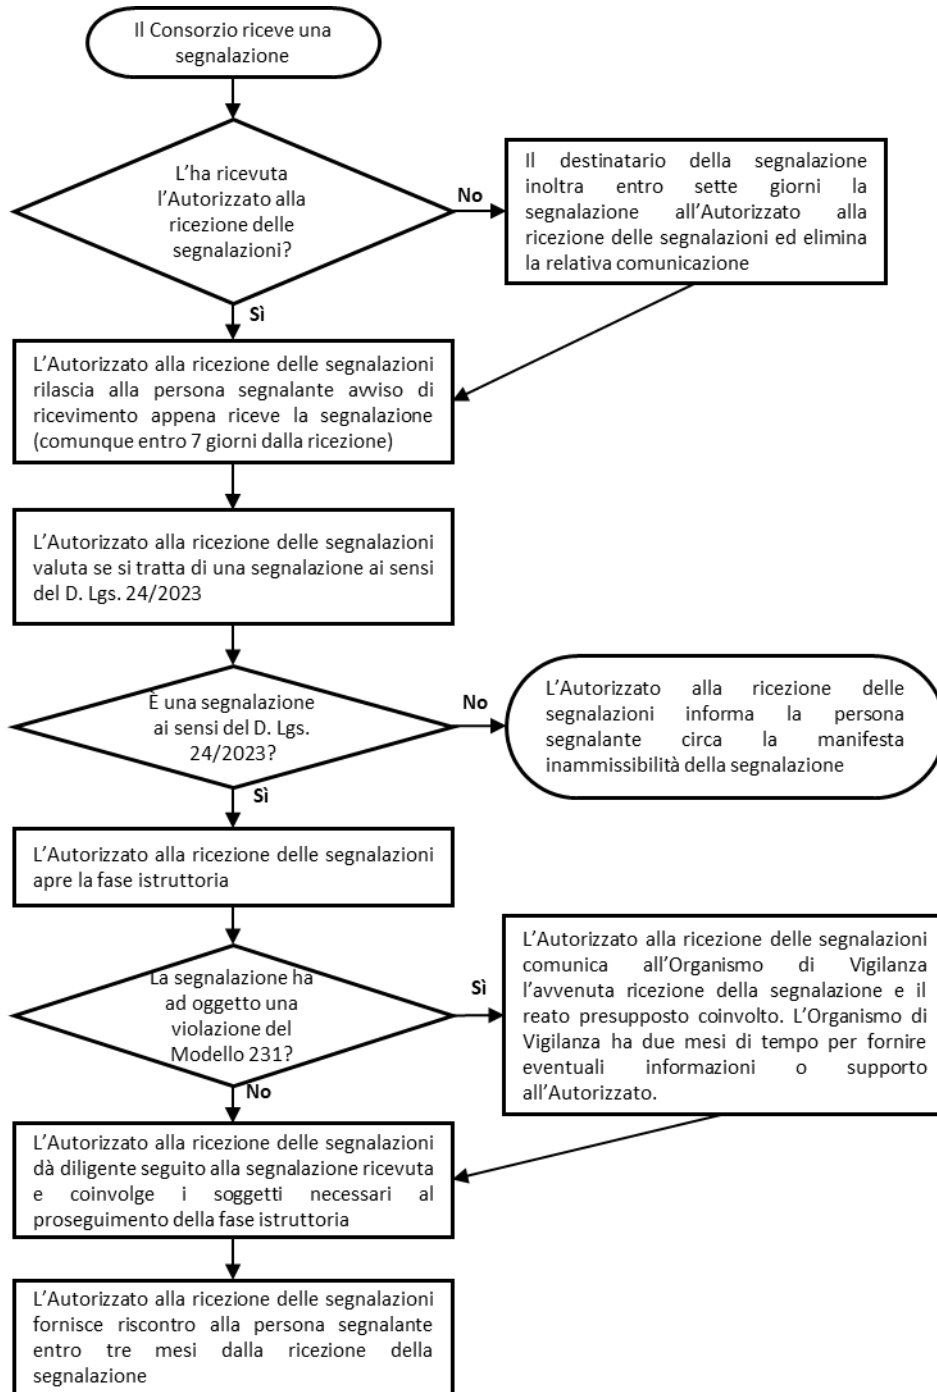 Il Consorzio riceve una
segnalazione
L'ha ricevuta
l'Autorizzato alla
ricezione delle
segnalazioni?
No
Il destinatario della segnalazione
inoltra entro sette giorni la
segnalazione all'Autorizzato alla
ricezione delle segnalazioni ed elimina
la relativa comunicazione
Sì
L'Autorizzato alla ricezione delle segnalazioni
rilascia alla persona segnalante avviso di
ricevimento appena riceve la segnalazione
(comunque entro 7 giorni dalla ricezione)
L'Autorizzato alla ricezione delle segnalazioni
valuta se si tratta di una segnalazione ai sensi
del D. Lgs. 24/2023
È una segnalazione
ai sensi del D. Lgs.
24/2023?
No
L'Autorizzato alla ricezione delle
segnalazioni informa la persona
segnalante circa la manifesta
inammissibilità della segnalazione
Sì
L'Autorizzato alla ricezione delle segnalazioni
apre la fase istruttoria
La segnalazione ha
ad oggetto una
violazione del
Modello 231?
Sì
L'Autorizzato alla ricezione delle segnalazioni
comunica all'Organismo di Vigilanza
l'avvenuta ricezione della segnalazione e il
reato presupposto coinvolto. L'Organismo di
Vigilanza ha due mesi di tempo per fornire
eventuali informazioni o supporto
all'Autorizzato.
No
L'Autorizzato alla ricezione delle segnalazioni
dà diligente seguito alla segnalazione ricevuta
e coinvolge i soggetti necessari al
proseguimento della fase istruttoria
L'Autorizzato alla ricezione delle segnalazioni
fornisce riscontro alla persona segnalante
entro tre mesi dalla ricezione della
segnalazione